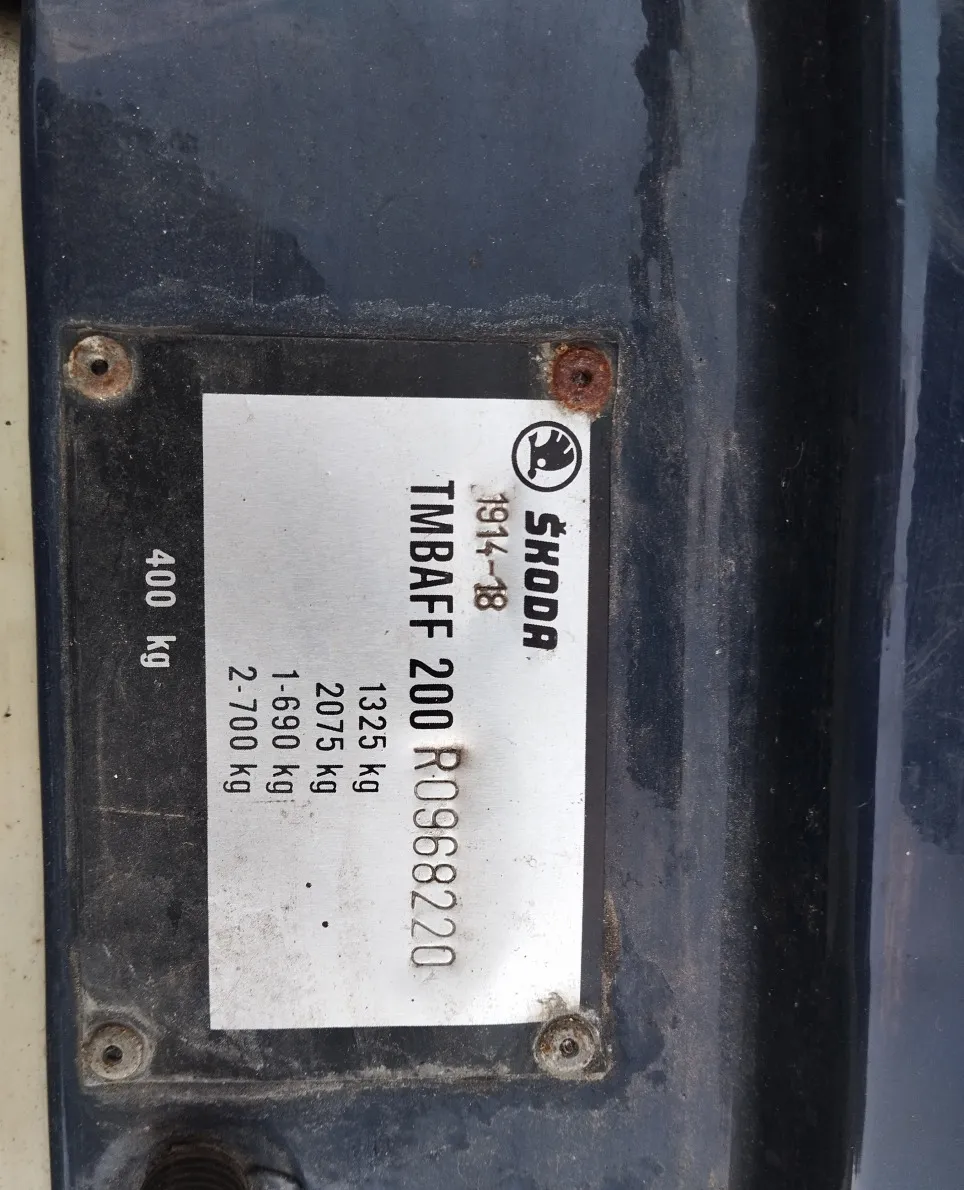 ŠKODA
1914-18
TMBAFF 200 R0968220
1325 kg
2075 kg
1-690 kg
2-700 kg
400 kg